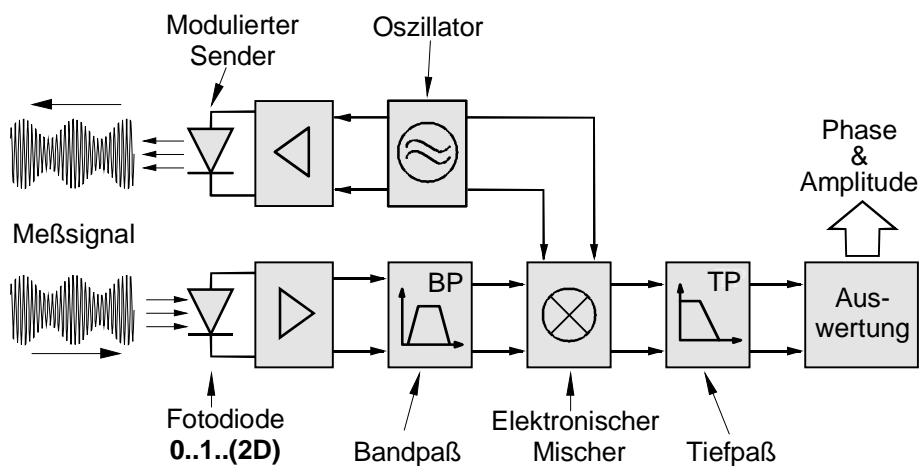 Modulierter
Sender
Oszillator
Phase
&
Amplitude
Meßsignal
BP
TP
Aus-
wertung
Fotodiode
0..1..(2D)
Bandpaß
Elektronischer
Mischer
Tiefpaß